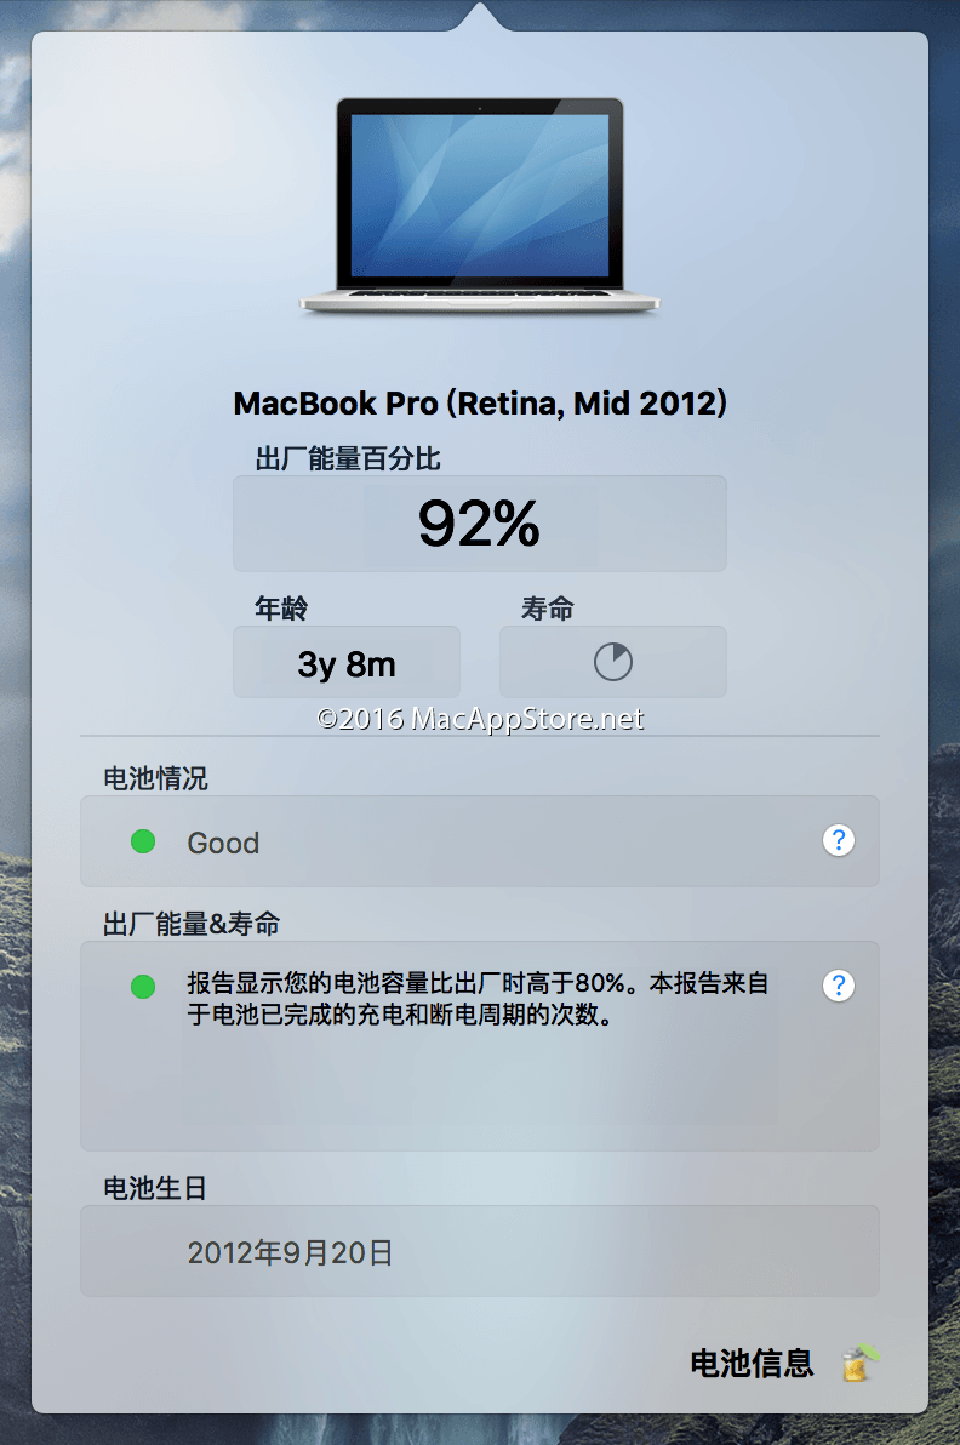 MacBook Pro (Retina, Mid 2012)
出厂能量百分比
92%
年龄
寿命
3y 8m
©2016 MacAppStore.net
电池情况
Good
?
出厂能量&寿命
报告显示您的电池容量比出厂时高于80%。本报告来自
?
于电池已完成的充电和断电周期的次数。
电池生日
2012年9月20日
电池信息